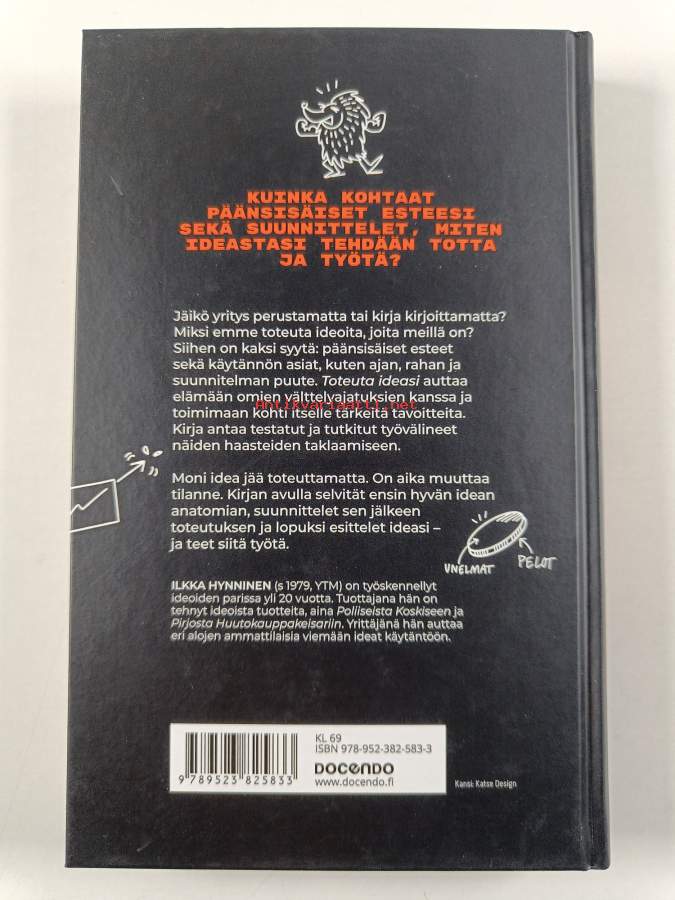 KUINKA KOHTAAT
PÄÄNSISÄISET ESTEESI
SEKÄ SUUNNITTELET, MITEN
IDEASTASI TEHDÄÄN TOTTA
JA TYÖTÄ?
Jäikö yritys perustamatta tai kirja kirjoittamatta?
Miksi emme toteuta ideoita, joita meillä on?
Siihen on kaksi syytä: päänsisäiset esteet
sekä käytännön asiat, kuten ajan, rahan ja
suunnitelman puute. Toteuta ideasi auttaa
elämään omien välttelyajatuksien kanssa ja
Antikvariaatti.net
toimimaan kohti itselle tärkeitä tavoitteita.
Kirja antaa testatut ja tutkitut työvälineet
näiden haasteiden taklaamiseen.
Moni idea jää toteuttamatta. On aika muuttaa
tilanne. Kirjan avulla selvität ensin hyvän idean
anatomian, suunnittelet sen jälkeen
toteutuksen ja lopuksi esittelet ideasi –
ja teet siitä työtä.
UNELMAT
PELOT
ILKKA HYNNINEN (s 1979, YTM) on työskennellyt
ideoiden parissa yli 20 vuotta. Tuottajana hän on
tehnyt ideoista tuotteita, aina Poliiseista Koskiseen ja
Pirjosta Huutokauppakeisariin. Yrittäjänä hän auttaa
eri alojen ammattilaisia viemään ideat käytäntöön.
KL 69
ISBN 978-952-382-583-3
DOCENDO
www.docendo.fi
9 789523 825833
Kansi: Katse Design